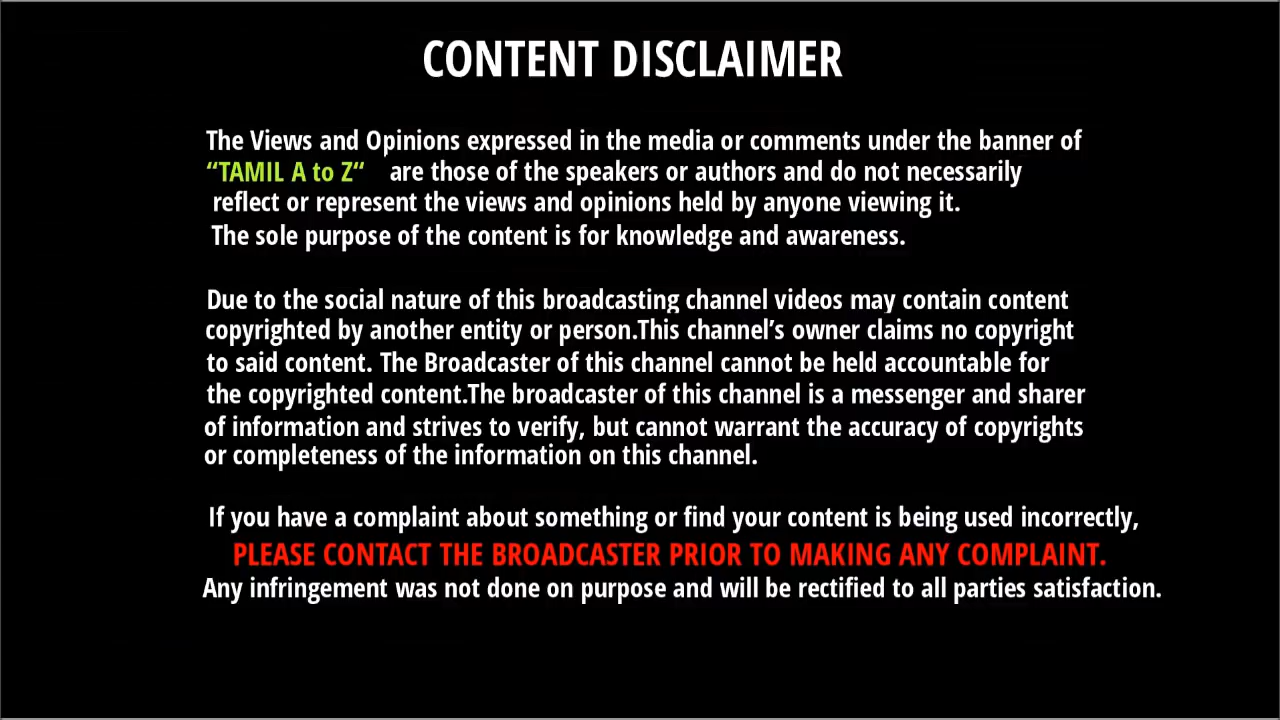 CONTENT DISCLAIMER
The Views and Opinions expressed in the media or comments under the banner of
“TAMIL A to Z“ are those of the speakers or authors and do not necessarily
reflect or represent the views and opinions held by anyone viewing it.
The sole purpose of the content is for knowledge and awareness.
Due to the social nature of this broadcasting channel videos may contain content
copyrighted by another entity or person.This channel’s owner claims no copyright
to said content. The Broadcaster of this channel cannot be held accountable for
the copyrighted content.The broadcaster of this channel is a messenger and sharer
of information and strives to verify, but cannot warrant the accuracy of copyrights
or completeness of the information on this channel.
If you have a complaint about something or find your content is being used incorrectly,
PLEASE CONTACT THE BROADCASTER PRIOR TO MAKING ANY COMPLAINT.
Any infringement was not done on purpose and will be rectified to all parties satisfaction.